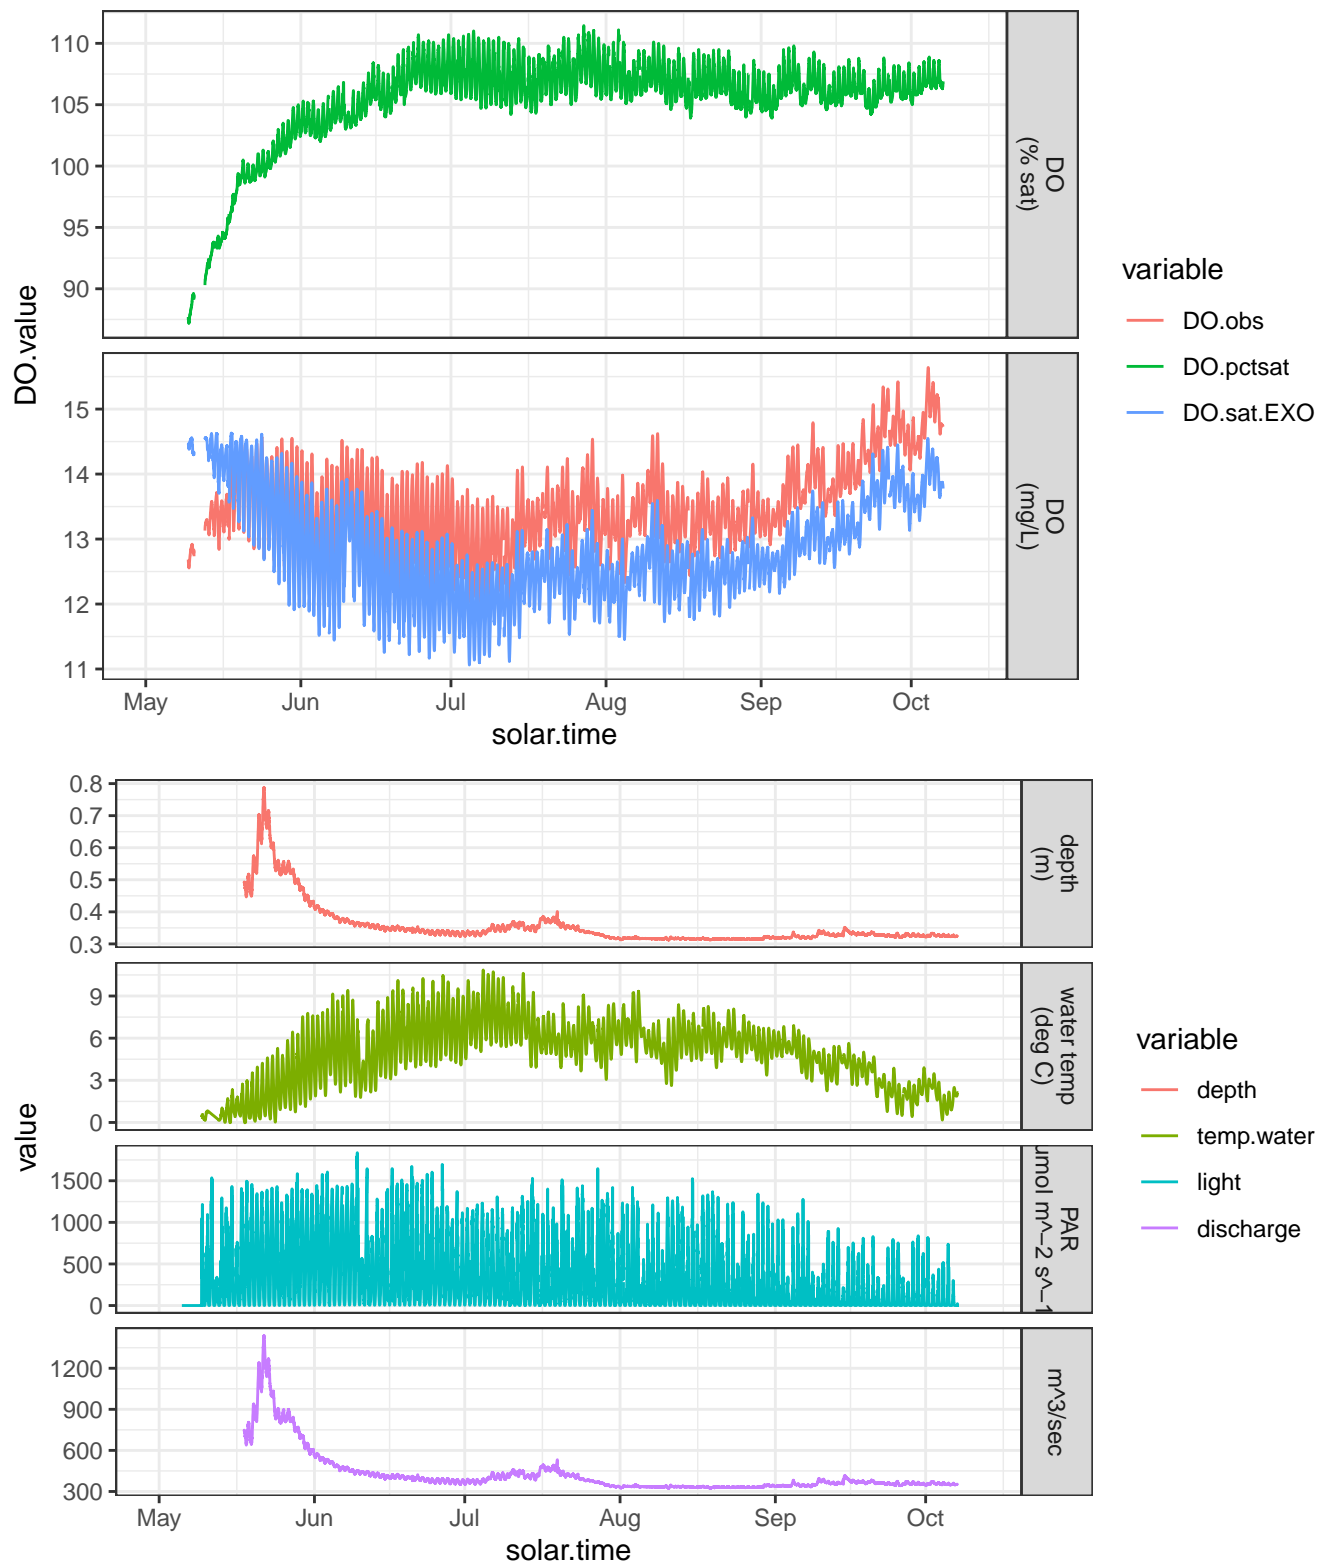 DO.value
110
105
100
95
90
DO
(% sat)
15
14
13
12
11
DO
(mg/L)
May Jun Jul Aug Sep Oct
solar.time
variable
DO.obs
DO.pctsat
DO.sat.EXO
value
0.8
0.7
0.6
0.5
0.4
0.3
depth
(m)
9
6
3
0
water temp
(deg C)
1500
1000
500
0
PAR
umol m^−2 s^−1
1200
900
600
300
m^3/sec
May Jun Jul Aug Sep Oct
solar.time
variable
depth
temp.water
light
discharge